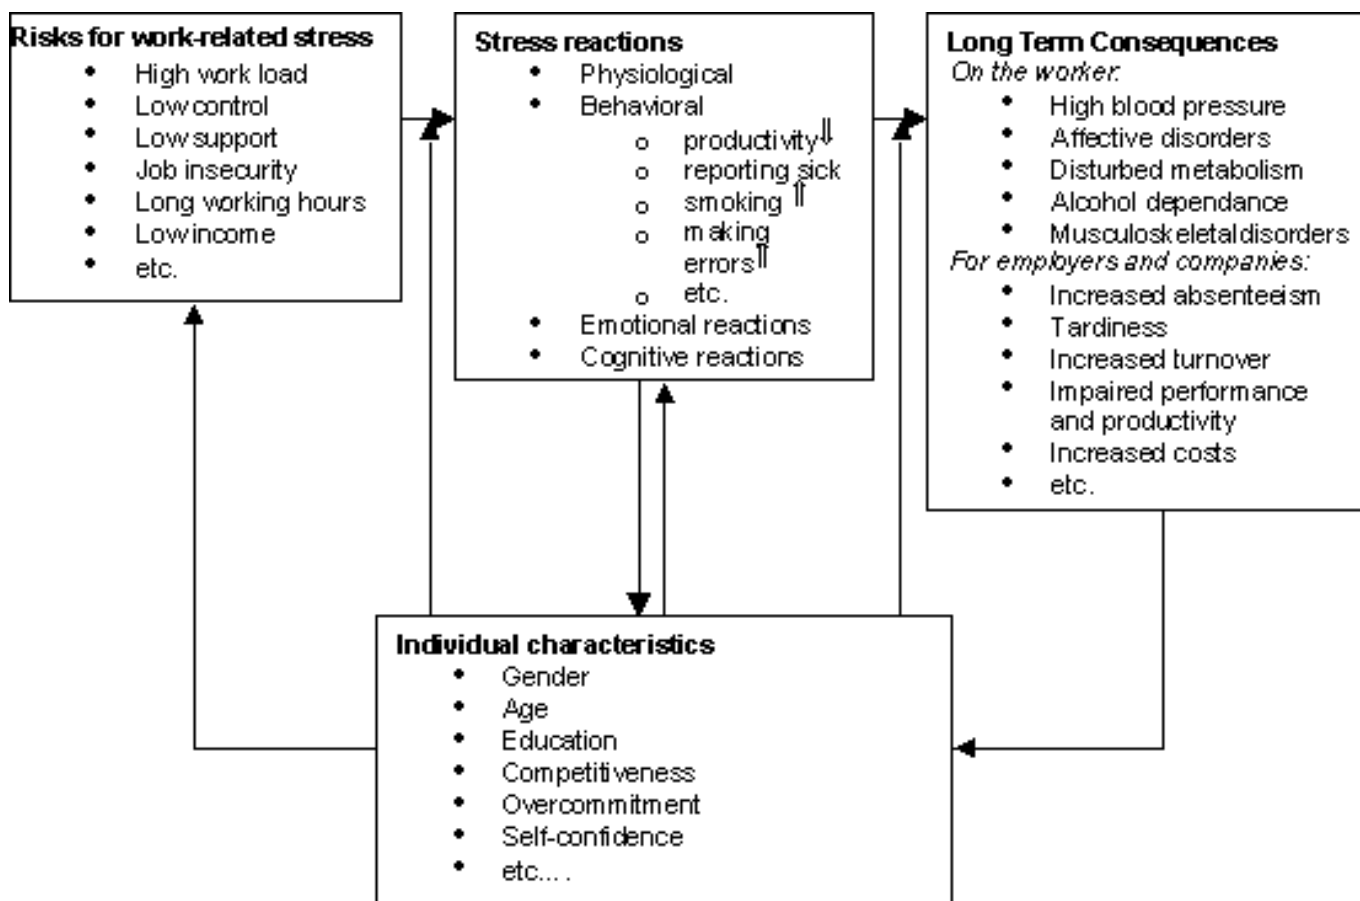 Risks for work-related stress
• High work load
• Low control
• Low support
• Job insecurity
• Long working hours
• Low income
• etc.
Stress reactions
• Physiological
• Behavioral
o productivity⇓
o reporting sick
o smoking ⇑
o making
errors⇑
o etc.
• Emotional reactions
• Cognitive reactions
Long Term Consequences
On the worker:
• High blood pressure
• Affective disorders
• Disturbed metabolism
• Alcohol dependance
• Musculoskeletal disorders
For employers and companies:
• Increased absenteeism
• Tardiness
• Increased turnover
• Impaired performance
and productivity
• Increased costs
• etc.
Individual characteristics
• Gender
• Age
• Education
• Competitiveness
• Overcommitment
• Self-confidence
• etc... .